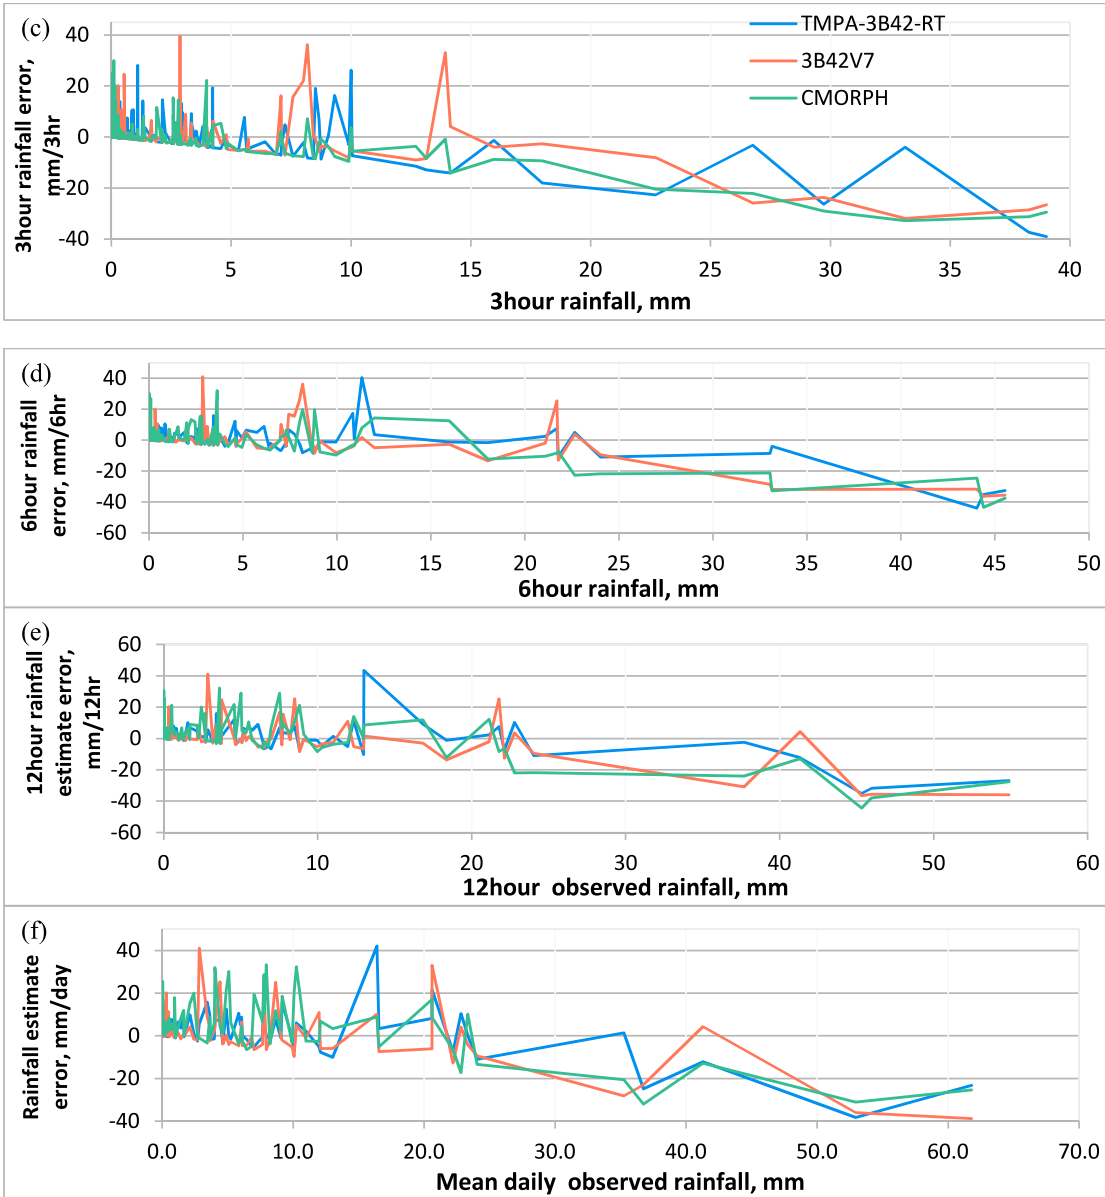 (c)
TMPA-3B42-RT
3B42V7
CMORPH
3hour rainfall error,
mm/3hr
40
20
0
-20
-40
0 5 10 15 20 25 30 35 40
3hour rainfall, mm
(d)
6hour rainfall
error, mm/6hr
40
20
0
-20
-40
-60
0 5 10 15 20 25 30 35 40 45 50
6hour rainfall, mm
(e)
12hour rainfall
estimate error,
mm/12hr
60
40
20
0
-20
-40
-60
0 10 20 30 40 50 60
12hour observed rainfall, mm
(f)
Rainfall estimate
error, mm/day
40
20
0
-20
-40
0.0 10.0 20.0 30.0 40.0 50.0 60.0 70.0
Mean daily observed rainfall, mm